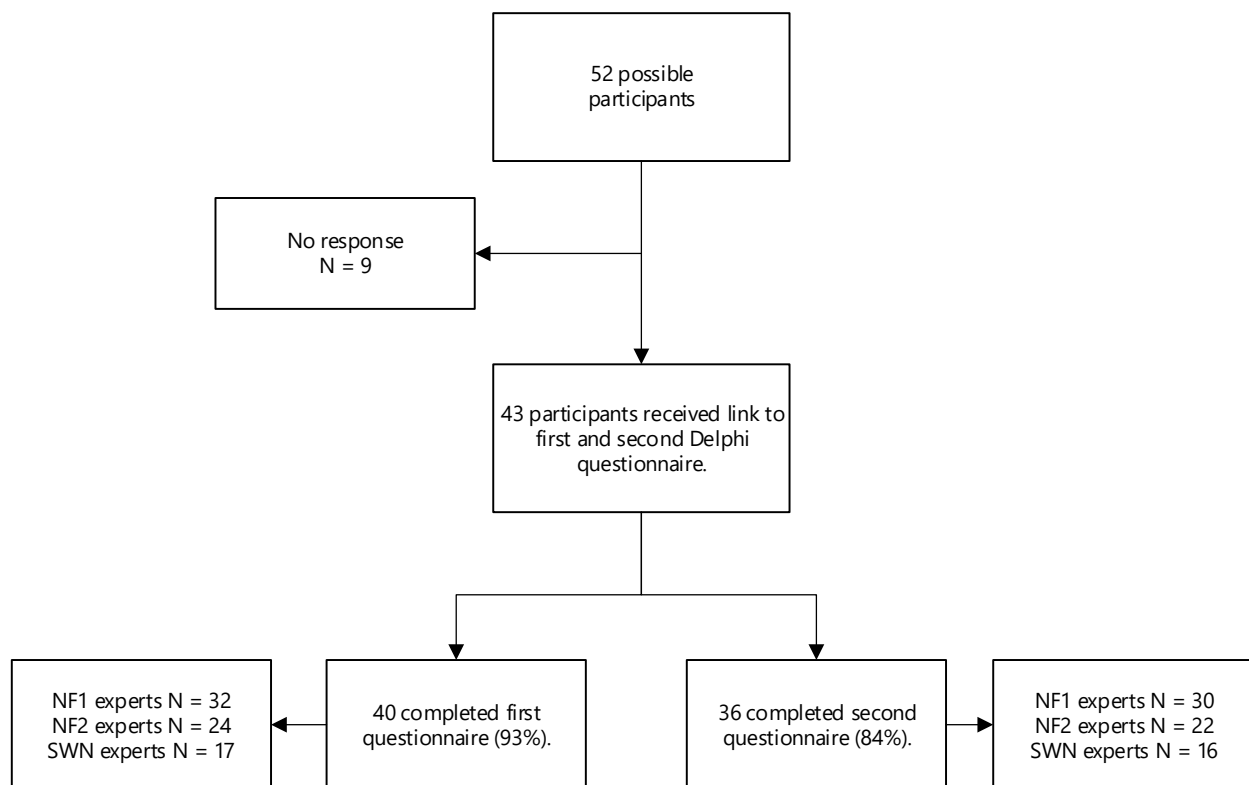 52 possible
participants
No response
N = 9
43 participants received link to
first and second Delphi
questionnaire.
NF1 experts N = 32
NF2 experts N = 24
SWN experts N = 17
40 completed first
questionnaire (93%).
36 completed second
questionnaire (84%).
NF1 experts N = 30
NF2 experts N = 22
SWN experts N = 16